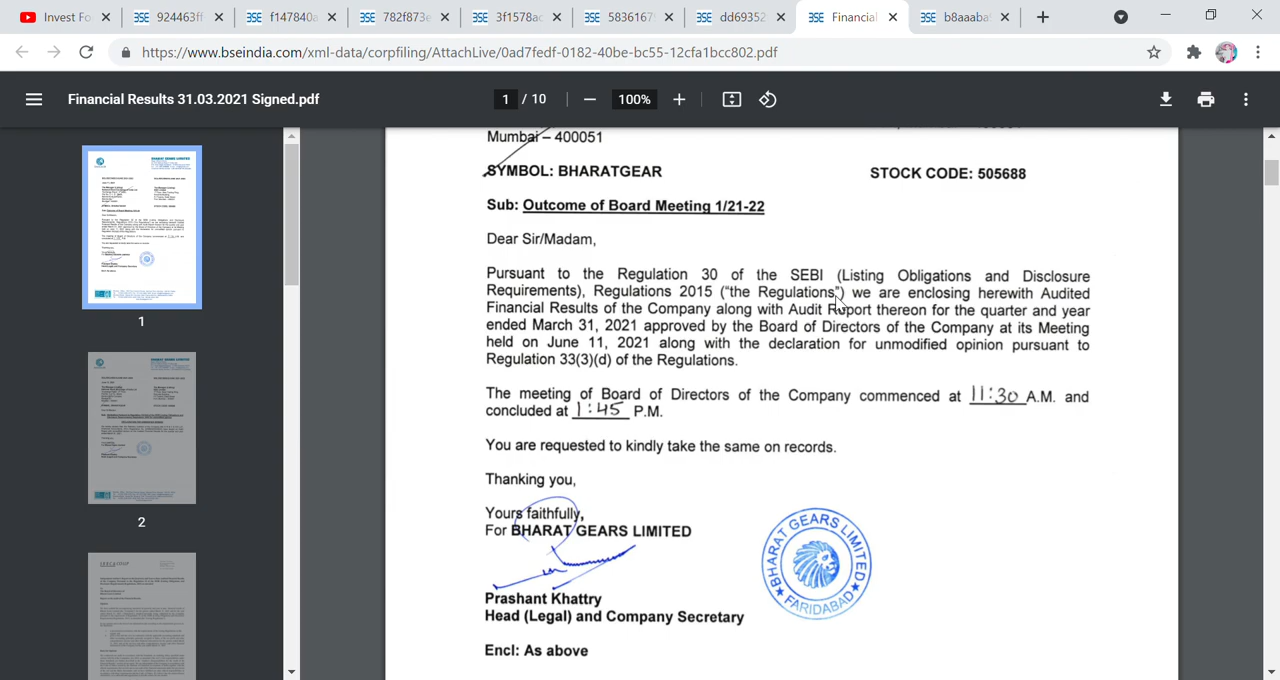 Invest Fo
924463ff
f147840a
782f873e
3f1578ac
5836167
dd69352
Financial
b8aaaba
https://www.bseindia.com/xml-data/corpfiling/AttachLive/0ad7fedf-0182-40be-bc55-12cfa1bcc802.pdf
Financial Results 31.03.2021 Signed.pdf
1 / 10
100%
Mumbai – 400051
SYMBOL: BHARATGEAR
STOCK CODE: 505688
Sub: Outcome of Board Meeting 1/21-22
Dear Sir/Madam,
Pursuant to the Regulation 30 of the SEBI (Listing Obligations and Disclosure
Requirements), Regulations 2015 ("the Regulations") we are enclosing herewith Audited
Financial Results of the Company along with Audit Report thereon for the quarter and year
ended March 31, 2021 approved by the Board of Directors of the Company at its Meeting
held on June 11, 2021 along with the declaration for unmodified opinion pursuant to
Regulation 33(3)(d) of the Regulations.
The meeting of Board of Directors of the Company commenced at 11:30 A.M. and
concluded at 1:45 P.M.
You are requested to kindly take the same on records.
Thanking you,
Yours faithfully,
For BHARAT GEARS LIMITED
BHARAT GEARS LIMITED
FARIDABAD
Prashant Khattry
Head (Legal) and Company Secretary
Encl: As above
1
2